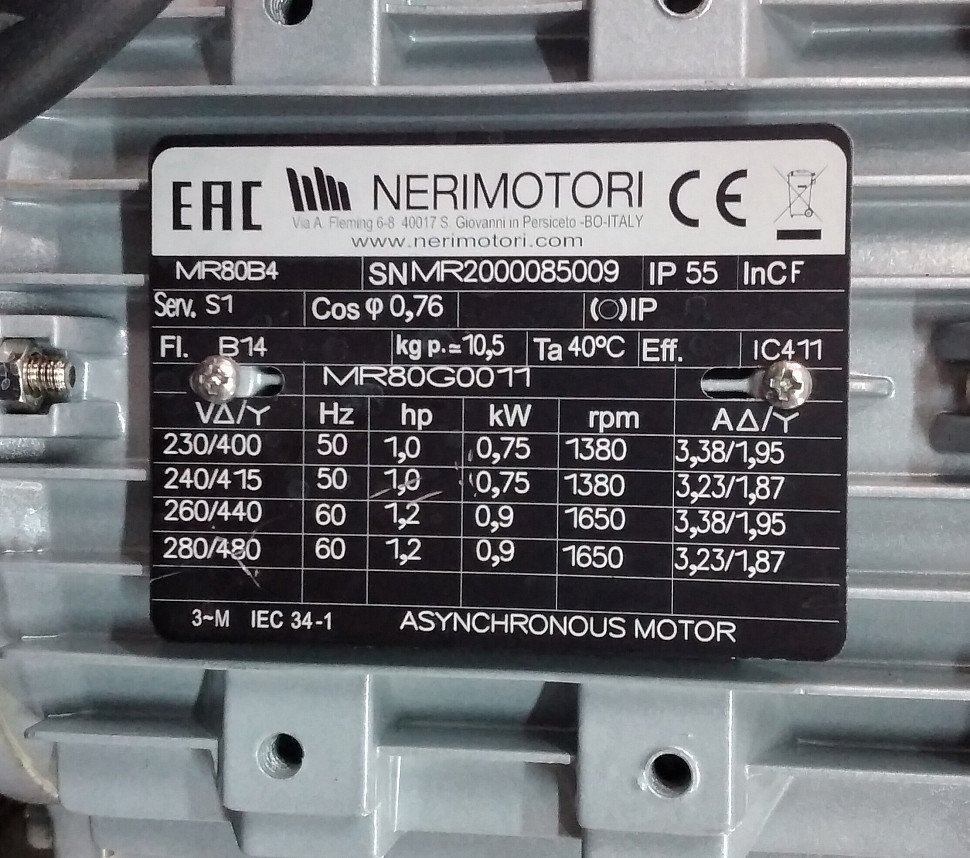 EAC NERIMOTORI CE
Via A. Fleming 6-8 40017 S. Giovanni in Persiceto -BO-ITALY
www.nerimotori.com
MR80B4 SN MR2000085009 IP 55 InCl F
Serv. S1 Cos φ 0,76 IP
Fl. B14 kg p.= 10,5 Ta 40°C Eff. IC411
MR80G0011
VΔ/Y Hz hp kW rpm AΔ/Y
230/400 50 1,0 0,75 1380 3,38/1,95
240/415 50 1,0 0,75 1380 3,23/1,87
260/440 60 1,2 0,9 1650 3,38/1,95
280/480 60 1,2 0,9 1650 3,23/1,87
3~M IEC 34-1 ASYNCHRONOUS MOTOR